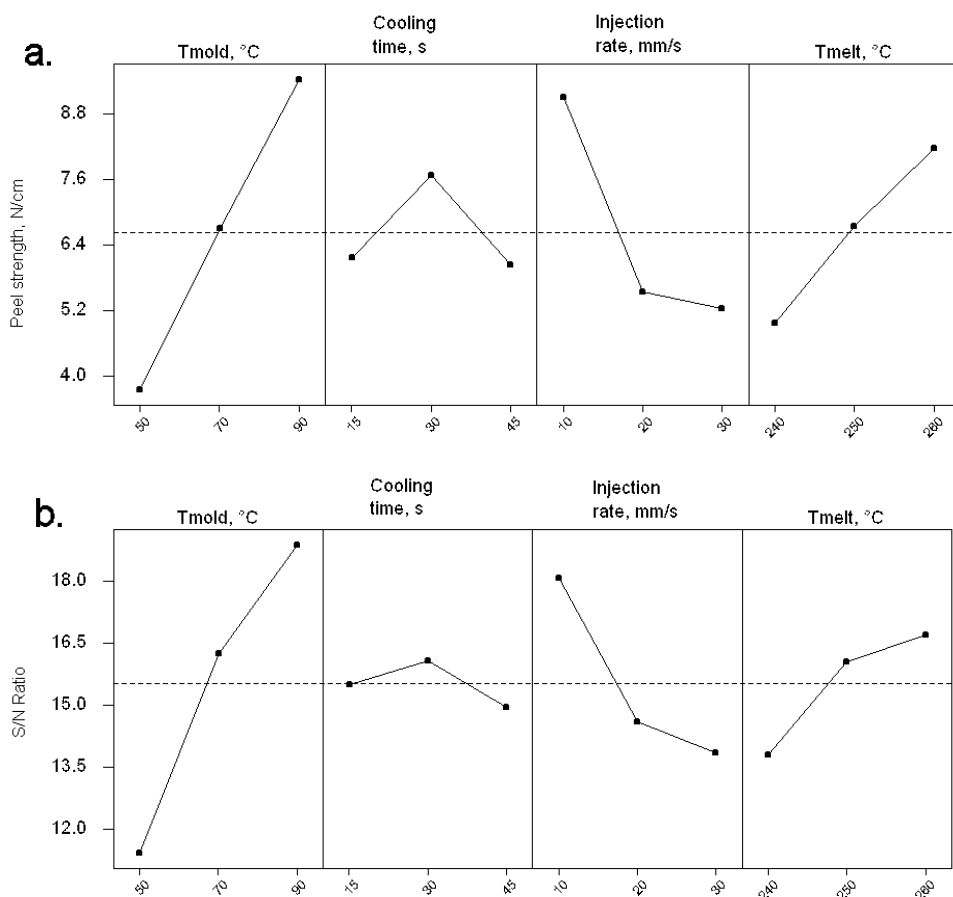 a.
Tmold, °C
Cooling
time, s
Injection
rate, mm/s
Tmelt, °C
Peel strength, N/cm
8.8
7.6
6.4
5.2
4.0
50 70 90 15 30 45 10 20 30 240 250 260
b.
Tmold, °C
Cooling
time, s
Injection
rate, mm/s
Tmelt, °C
S/N Ratio
18.0
16.5
15.0
13.5
12.0
50 70 90 15 30 45 10 20 30 240 250 260